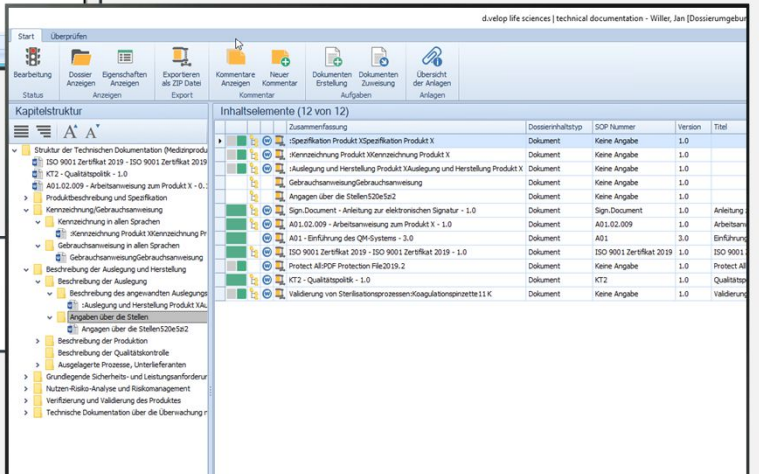 d.velop life sciences | technical documentation - Willer, Jan [Dossierumgebun
Start Überprüfen
Bearbeitung Dossier Anzeigen Eigenschaften Anzeigen Exportieren als ZIP Datei Kommentare Anzeigen Neuer Kommentar Dokumenten Erstellung Dokumenten Zuweisung Übersicht der Anlagen
Status Anzeigen Export Kommentar Aufgaben Anlagen
Kapitelstruktur
A A
Struktur der Technischen Dokumentation (Medizinprodu
ISO 9001 Zertifikat 2019 - ISO 9001 Zertifikat 2019
KT2 - Qualitätspolitik - 1.0
A01.02.009 - Arbeitsanweisung zum Produkt X - 0.
Produktbeschreibung und Spezifikation
Kennzeichnung/Gebrauchsanweisung
Kennzeichnung in allen Sprachen
:Kennzeichnung Produkt XKennzeichnung Pr
Gebrauchsanweisung in allen Sprachen
GebrauchsanweisungGebrauchsanweisung
Beschreibung der Auslegung und Herstellung
Beschreibung der Auslegung
Beschreibung des angewandten Auslegungs
:Auslegung und Herstellung Produkt XAu
Angaben über die Stellen
Angagen über die Stellen520e5zi2
Beschreibung der Produktion
Beschreibung der Qualitätskontrolle
Ausgelagerte Prozesse, Unterlieferanten
Grundlegende Sicherheits- und Leistungsanforderur
Nutzen-Risiko-Analyse und Risikomanagement
Verifizierung und Validierung des Produktes
Technische Dokumentation über die Überwachung n
Inhaltselemente (12 von 12)
Zusammenfassung Dossierinhaltstyp SOP Nummer Version Titel
:Spezifikation Produkt XSpezifikation Produkt X Dokument Keine Angabe 1.0
:Kennzeichnung Produkt XKennzeichnung Produkt X Dokument Keine Angabe 1.0
:Auslegung und Herstellung Produkt XAuslegung und Herstellung Produkt X Dokument Keine Angabe 1.0
GebrauchsanweisungGebrauchsanweisung Dokument Keine Angabe 1.0
Angagen über die Stellen520e5zi2 Dokument Keine Angabe 1.0
Sign.Document - Anleitung zur elektronischen Signatur - 1.0 Dokument Sign.Document 1.0 Anleitung
A01.02.009 - Arbeitsanweisung zum Produkt X - 1.0 Dokument A01.02.009 1.0 Arbeitsan
A01 - Einführung des QM-Systems - 3.0 Dokument A01 3.0 Einführung
ISO 9001 Zertifikat 2019 - ISO 9001 Zertifikat 2019 - 1.0 Dokument ISO 9001 Zertifikat 2019 1.0 ISO 9001
Protect All:PDF Protection File2019.2 Dokument Keine Angabe 1.0 Protect All
KT2 - Qualitätspolitik - 1.0 Dokument KT2 1.0 Qualitätsp
Validierung von Sterilisationsprozessen:Koagulationspinzette11 K Dokument Keine Angabe 1.0 Validierung